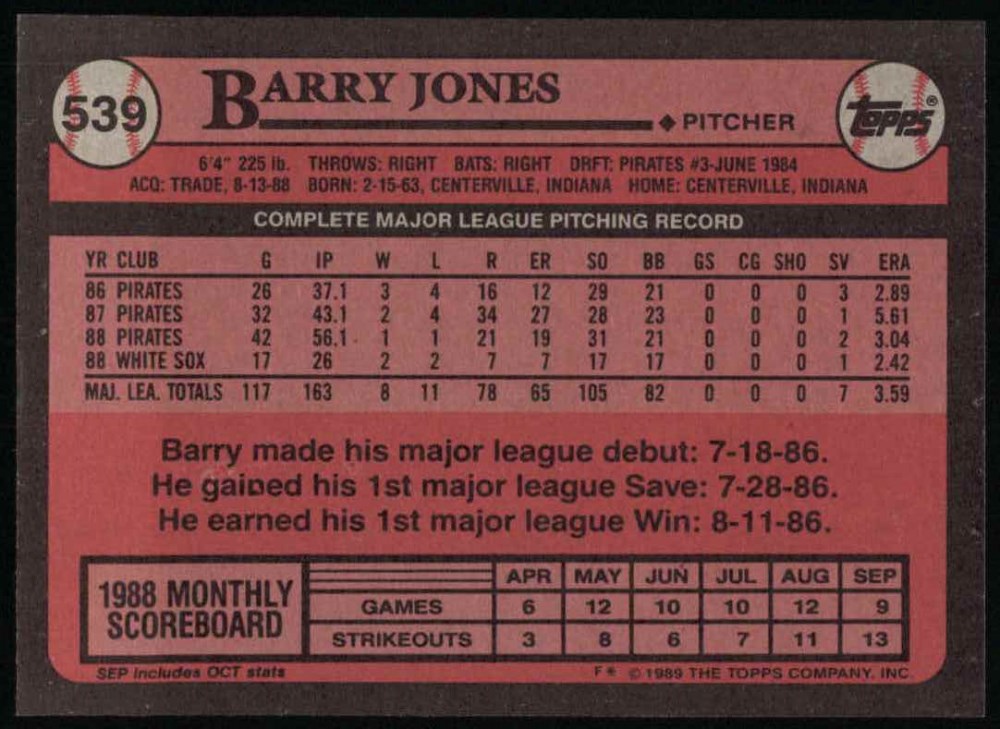 539
BARRY JONES
◆ PITCHER
TOPPS®
6'4" 225 lb. THROWS: RIGHT BATS: RIGHT DRFT: PIRATES #3-JUNE 1984
ACQ: TRADE, 8-13-88 BORN: 2-15-63, CENTERVILLE, INDIANA HOME: CENTERVILLE, INDIANA
COMPLETE MAJOR LEAGUE PITCHING RECORD
YR CLUB G IP W L R ER SO BB GS CG SHO SV ERA
86 PIRATES 26 37.1 3 4 16 12 29 21 0 0 0 3 2.89
87 PIRATES 32 43.1 2 4 34 27 28 23 0 0 0 1 5.61
88 PIRATES 42 56.1 1 1 21 19 31 21 0 0 0 2 3.04
88 WHITE SOX 17 26 2 2 7 7 17 17 0 0 0 1 2.42
MAJ. LEA. TOTALS 117 163 8 11 78 65 105 82 0 0 0 7 3.59
Barry made his major league debut: 7-18-86.
He gained his 1st major league Save: 7-28-86.
He earned his 1st major league Win: 8-11-86.
1988 MONTHLY
SCOREBOARD
APR MAY JUN JUL AUG SEP
GAMES 6 12 10 10 12 9
STRIKEOUTS 3 8 6 7 11 13
SEP includes OCT stats
F* © 1989 THE TOPPS COMPANY, INC.